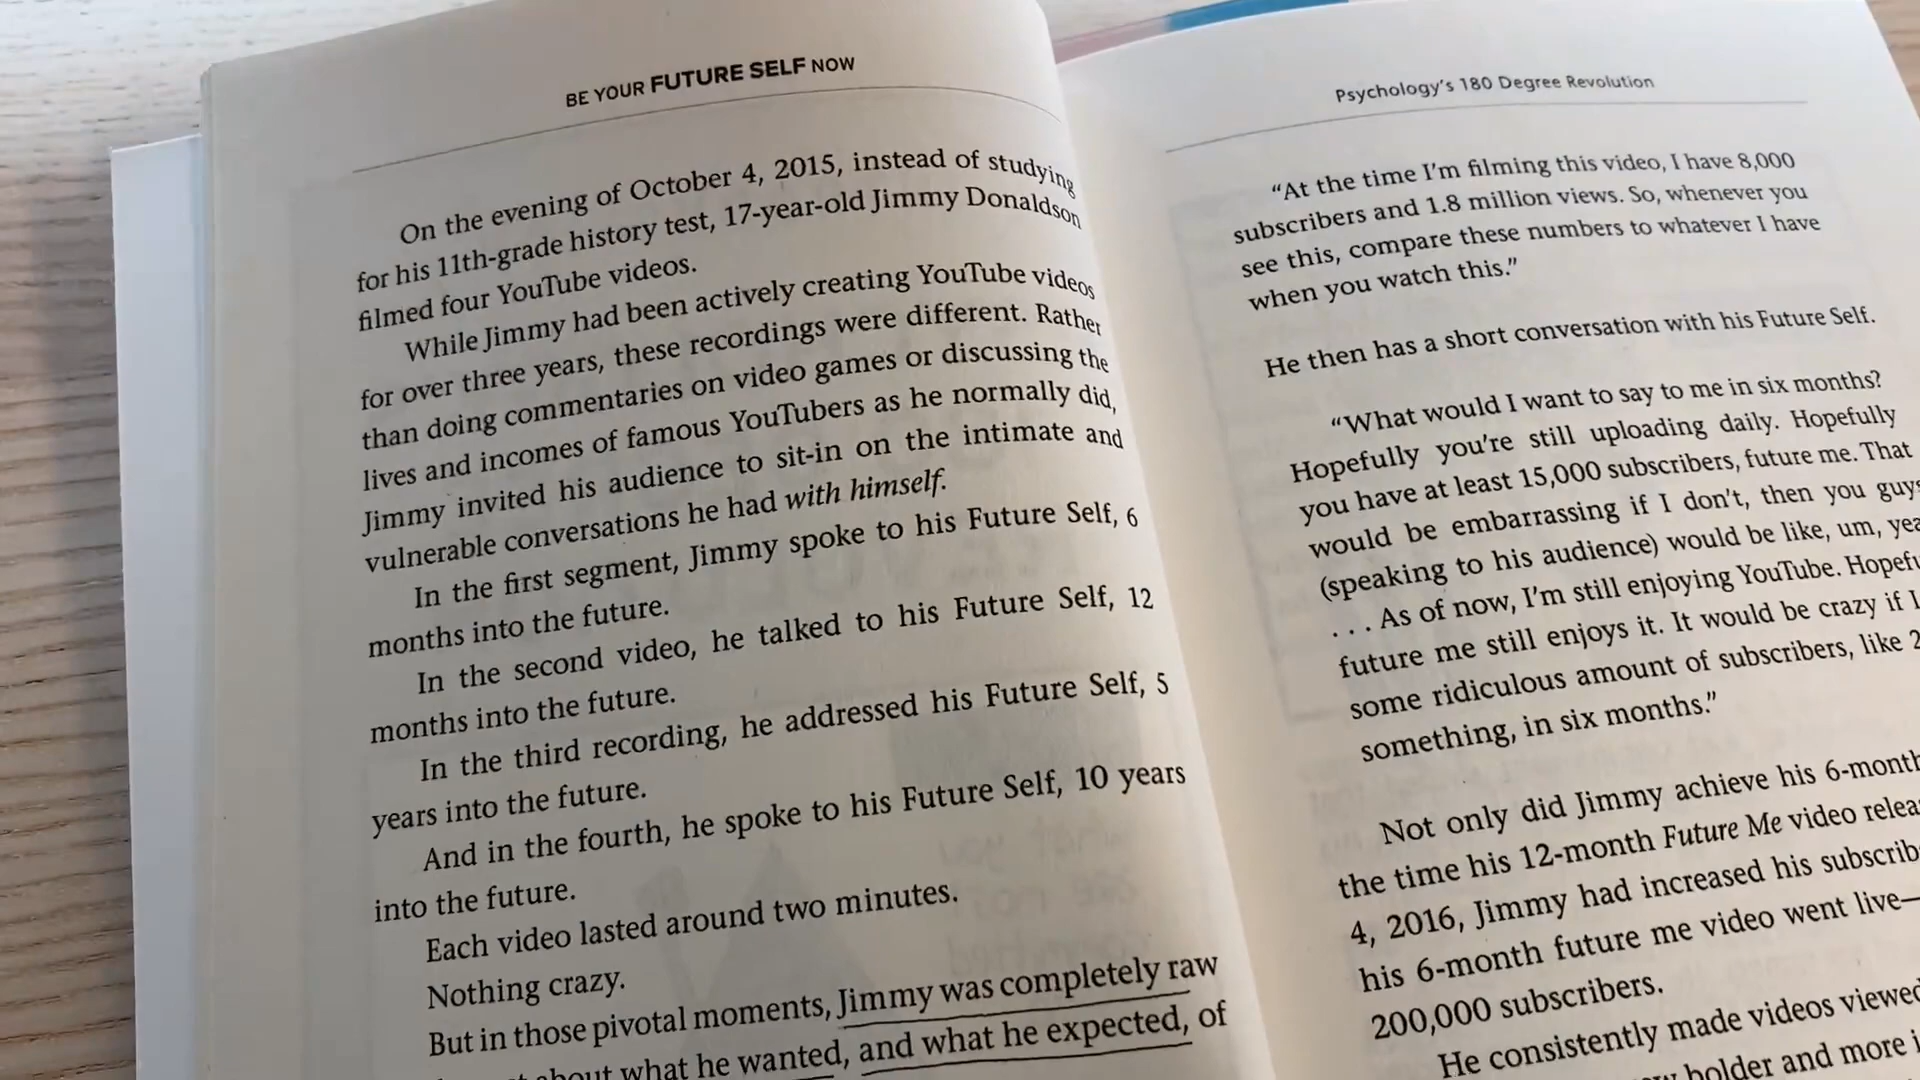 BE YOUR FUTURE SELF NOW
On the evening of October 4, 2015, instead of studying
for his 11th-grade history test, 17-year-old Jimmy Donaldson
filmed four YouTube videos.
While Jimmy had been actively creating YouTube videos
for over three years, these recordings were different. Rather
than doing commentaries on video games or discussing the
lives and incomes of famous YouTubers as he normally did,
Jimmy invited his audience to sit-in on the intimate and
vulnerable conversations he had with himself.
In the first segment, Jimmy spoke to his Future Self, 6
months into the future.
In the second video, he talked to his Future Self, 12
months into the future.
In the third recording, he addressed his Future Self, 5
years into the future.
And in the fourth, he spoke to his Future Self, 10 years
into the future.
Each video lasted around two minutes.
Nothing crazy.
But in those pivotal moments, Jimmy was completely raw
about what he wanted, and what he expected, of
Psychology's 180 Degree Revolution
“At the time I'm filming this video, I have 8,000
subscribers and 1.8 million views. So, whenever you
see this, compare these numbers to whatever I have
when you watch this.”
He then has a short conversation with his Future Self.
“What would I want to say to me in six months?
Hopefully you're still uploading daily. Hopefully
you have at least 15,000 subscribers, future me. That
would be embarrassing if I don't, then you guys
(speaking to his audience) would be like, um, yea
. . . As of now, I'm still enjoying YouTube. Hopefu
future me still enjoys it. It would be crazy if I
some ridiculous amount of subscribers, like 2
something, in six months.”
Not only did Jimmy achieve his 6-month
the time his 12-month Future Me video relea
4, 2016, Jimmy had increased his subscrib
his 6-month future me video went live—
200,000 subscribers.
He consistently made videos viewed
bolder and more i